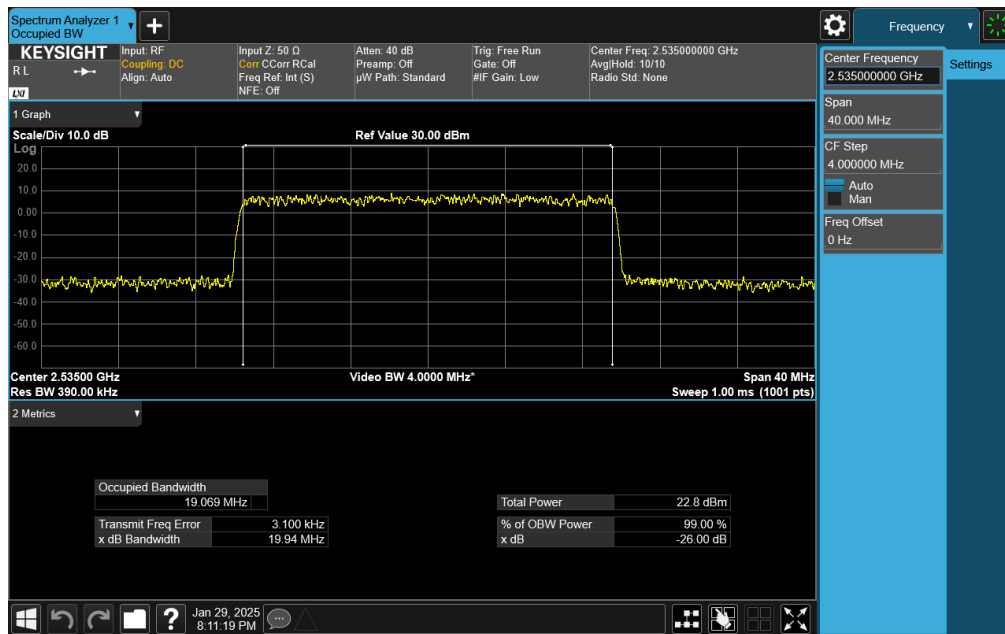 Spectrum Analyzer 1
Occupied BW
Frequency
KEYSIGHT
R L
LXI
Input: RF
Coupling: DC
Align: Auto
Input Z: 50 Ω
Corr CCorr RCal
Freq Ref: Int (S)
NFE: Off
Atten: 40 dB
Preamp: Off
µW Path: Standard
Trig: Free Run
Gate: Off
#IF Gain: Low
Center Freq: 2.535000000 GHz
Avg|Hold: 10/10
Radio Std: None
Center Frequency
2.535000000 GHz
Settings
Span
40.000 MHz
CF Step
4.000000 MHz
Auto
Man
Freq Offset
0 Hz
1 Graph
Scale/Div 10.0 dB
Ref Value 30.00 dBm
Log
20.0
10.0
0.00
-10.0
-20.0
-30.0
-40.0
-50.0
-60.0
Center 2.53500 GHz
Video BW 4.0000 MHz*
Span 40 MHz
Res BW 390.00 kHz
Sweep 1.00 ms (1001 pts)
2 Metrics
Occupied Bandwidth
19.069 MHz
Total Power 22.8 dBm
Transmit Freq Error 3.100 kHz
% of OBW Power 99.00 %
x dB Bandwidth 19.94 MHz
x dB -26.00 dB
?
Jan 29, 2025
8:11:19 PM